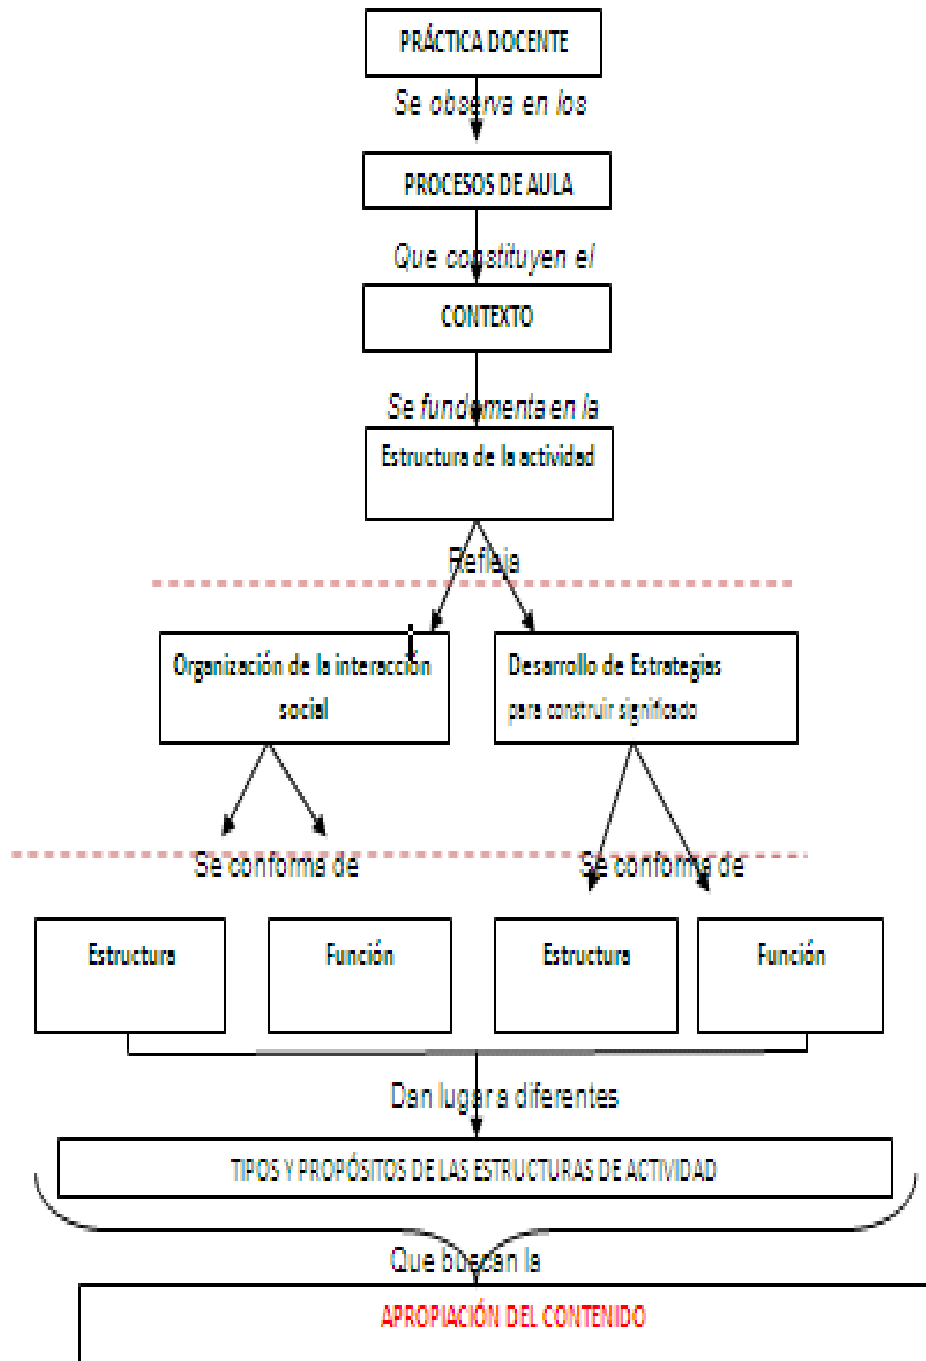 PRÁCTICA DOCENTE
Se observa en los
PROCESOS DE AULA
Que constituyen el
CONTEXTO
Se fundamenta en la
Estructura de la actividad
Refleja
Organización de la interacción
social
Desarrollo de Estrategias
para construir significado
Se conforma de
Se conforma de
Estructura
Función
Estructura
Función
Dan lugar a diferentes
TIPOS Y PROPÓSITOS DE LAS ESTRUCTURAS DE ACTIVIDAD
Que buscan la
APROPIACIÓN DEL CONTENIDO